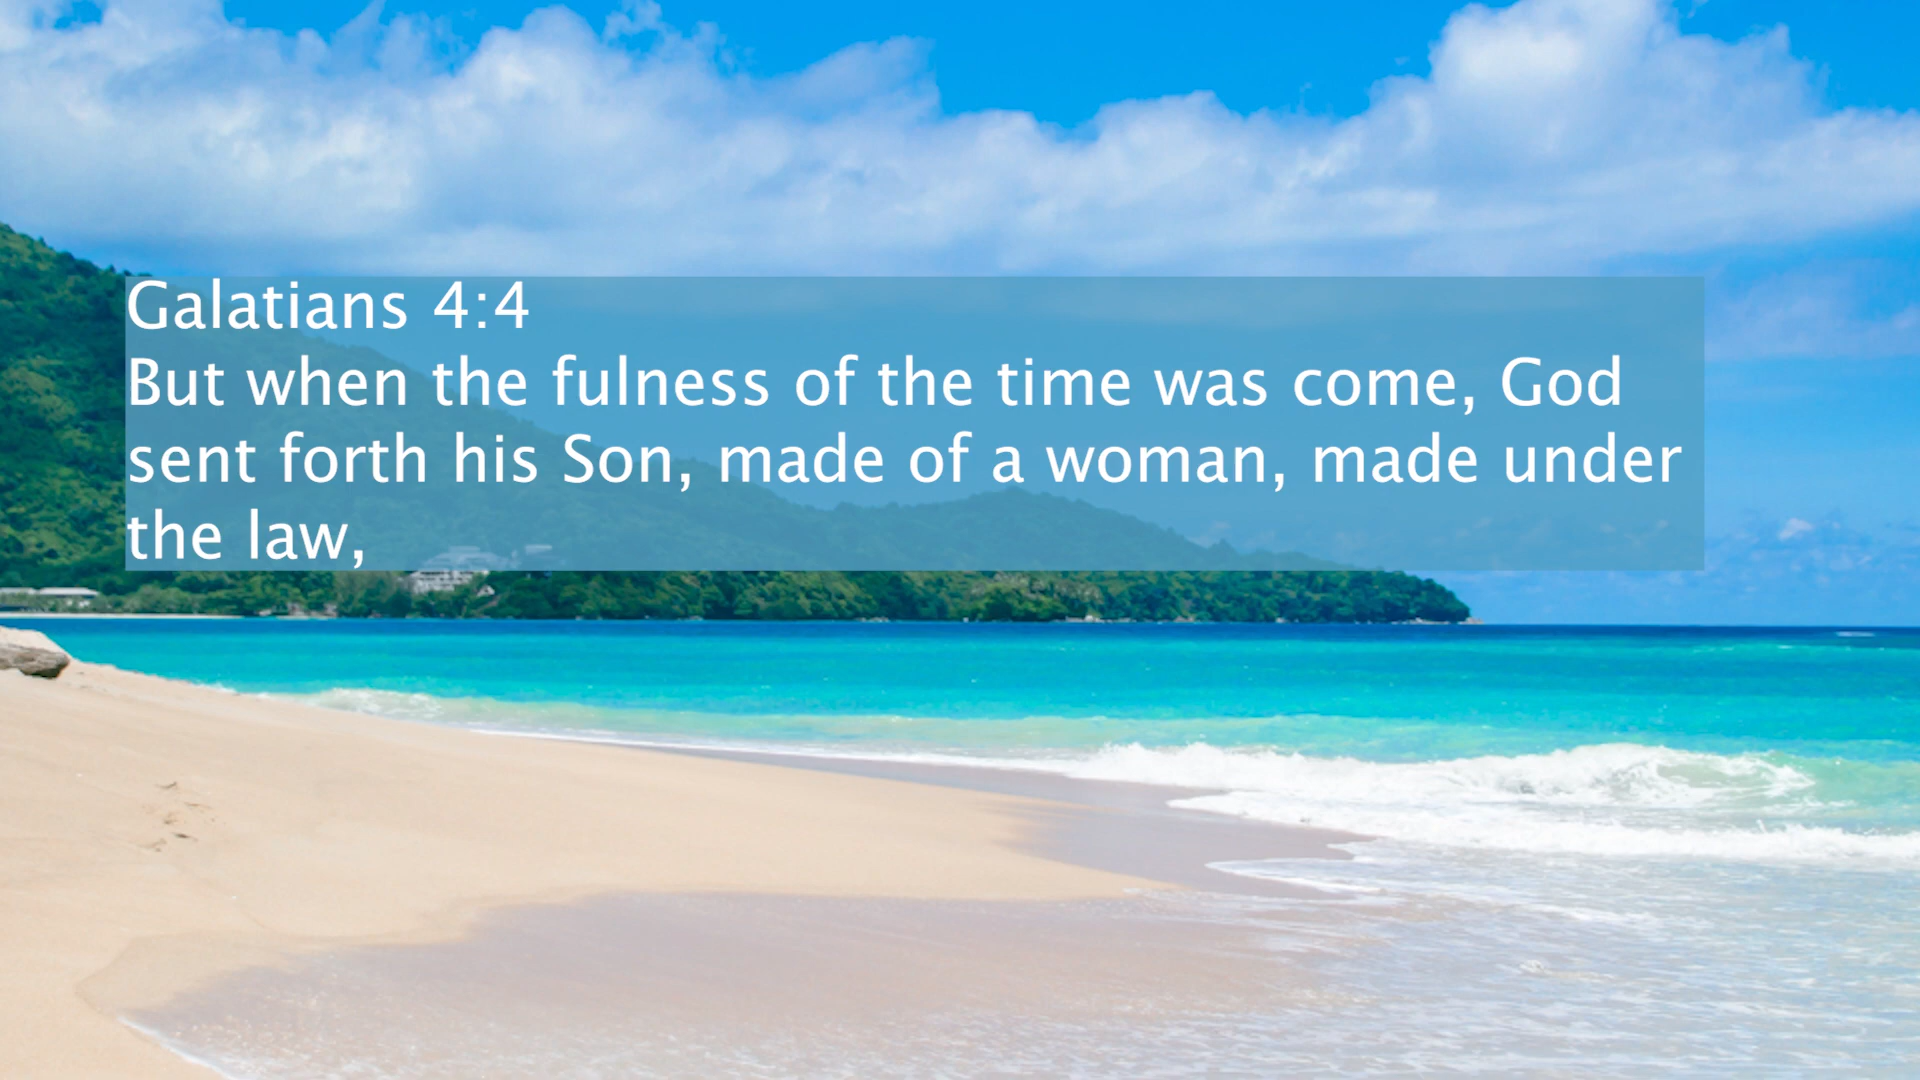 Galatians 4:4
But when the fulness of the time was come, God
sent forth his Son, made of a woman, made under
the law,